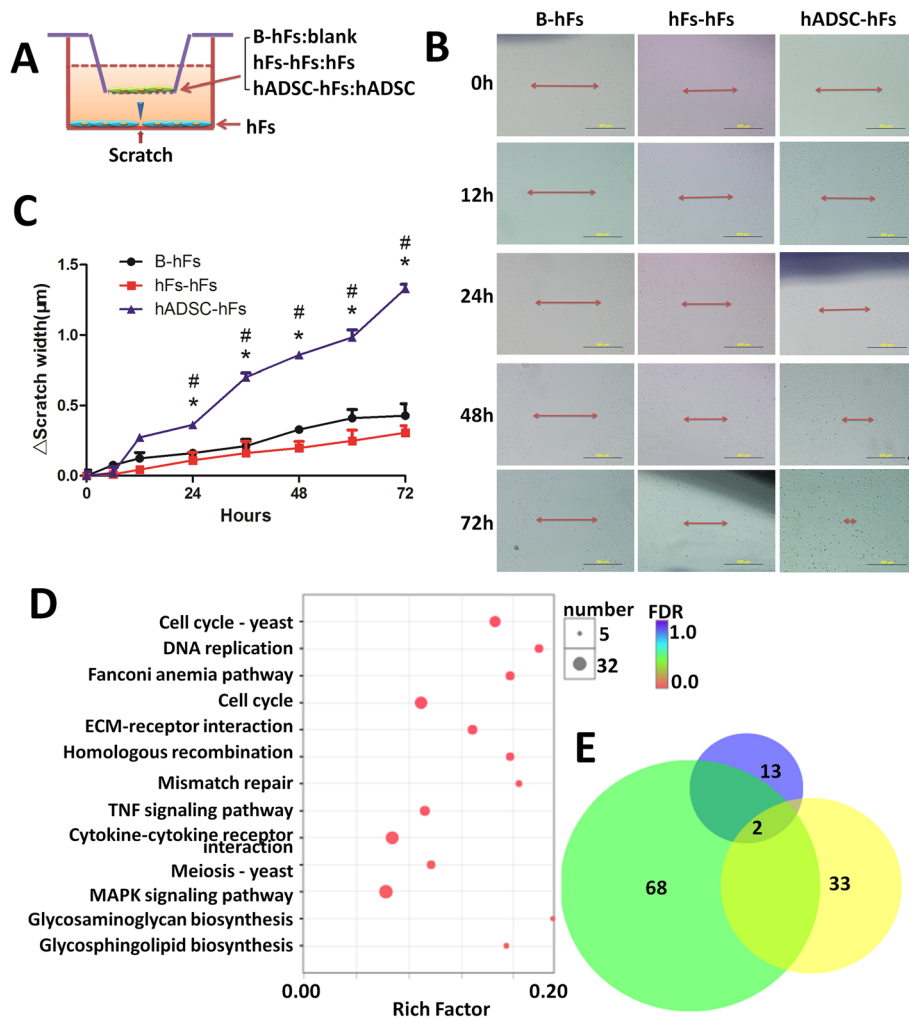 A
B-hFs:blank
hFs-hFs:hFs
hADSC-hFs:hADSC
hFs
Scratch
B
B-hFs
hFs-hFs
hADSC-hFs
0h
12h
24h
48h
72h
C
B-hFs
hFs-hFs
hADSC-hFs
△Scratch width(μm)
1.5
1.0
0.5
0.0
0
24
48
72
Hours
#
*
#
*
#
*
#
*
#
*
D
Cell cycle - yeast
DNA replication
Fanconi anemia pathway
Cell cycle
ECM-receptor interaction
Homologous recombination
Mismatch repair
TNF signaling pathway
Cytokine-cytokine receptor
interaction
Meiosis - yeast
MAPK signaling pathway
Glycosaminoglycan biosynthesis
Glycosphingolipid biosynthesis
0.00
0.20
Rich Factor
number
5
32
FDR
1.0
0.0
E
13
2
68
33